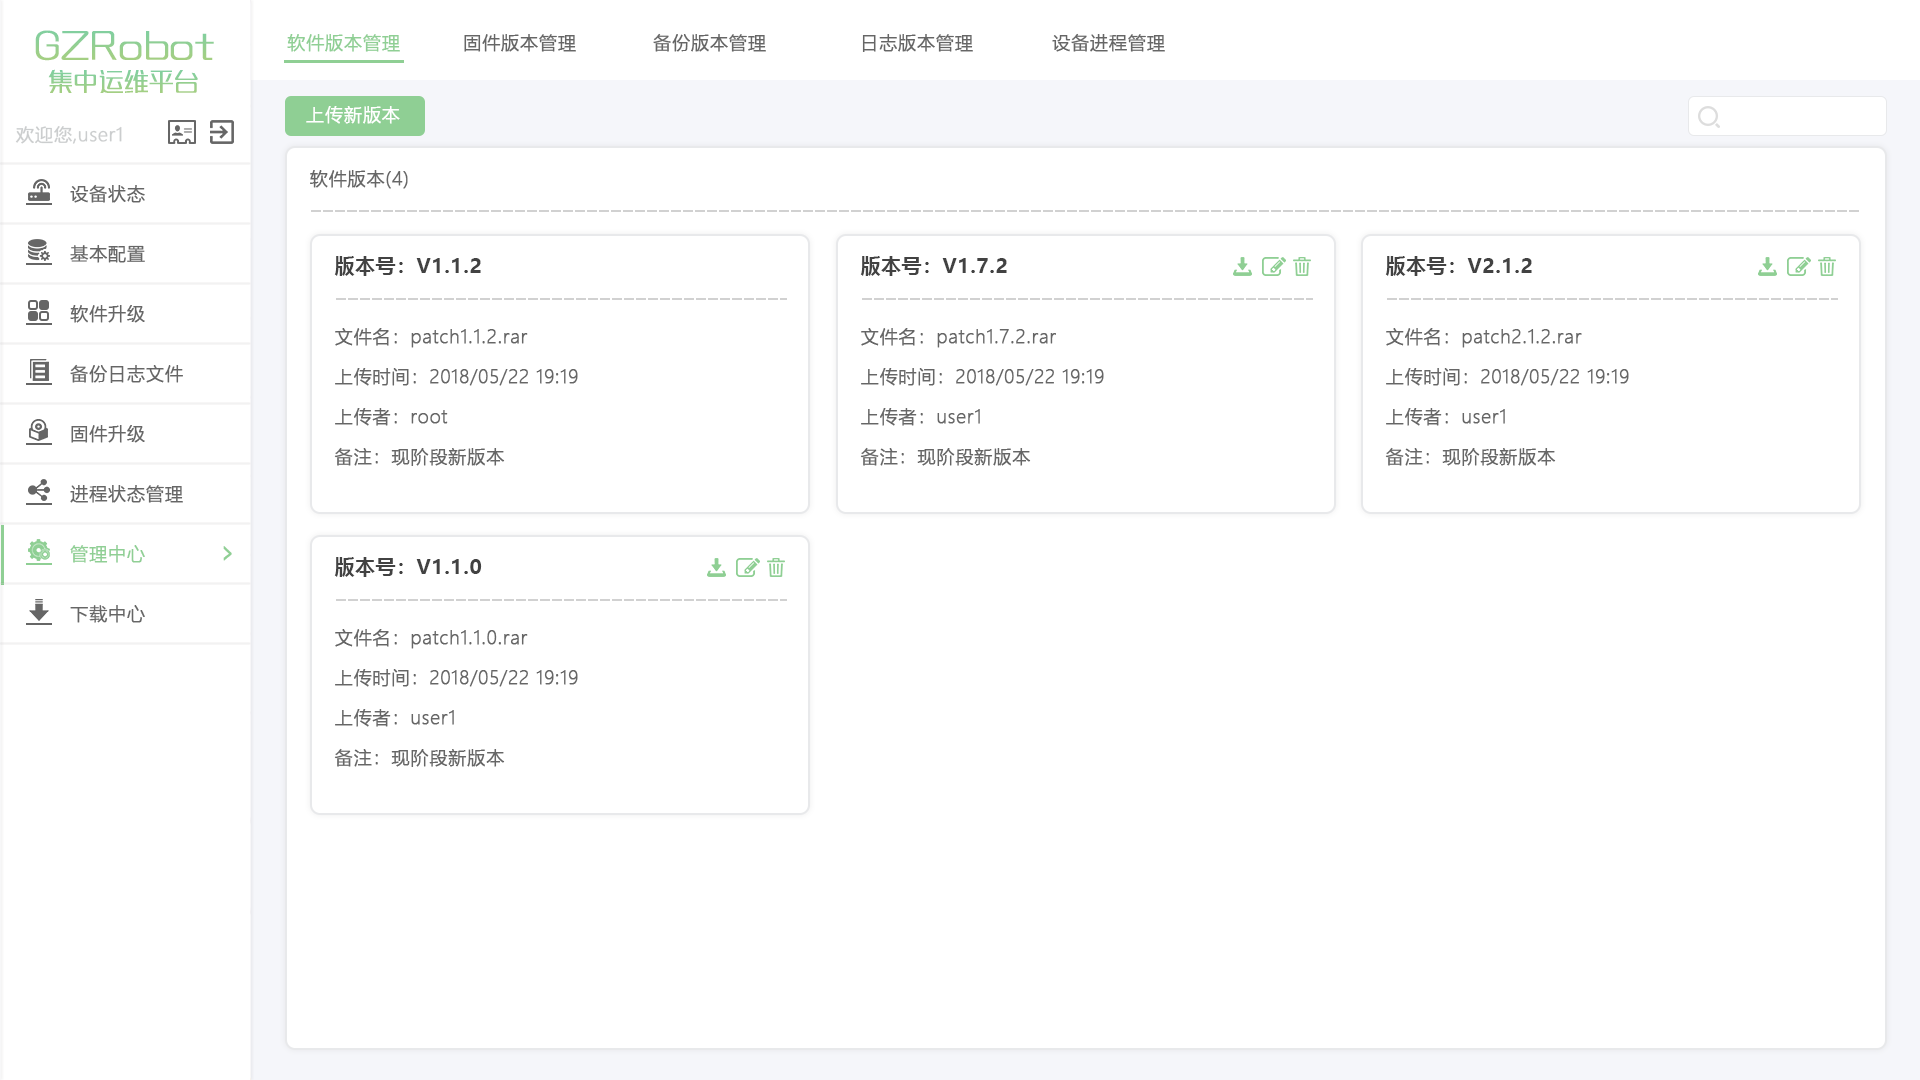 GZRobot
集中运维平台
欢迎您,user1
设备状态
基本配置
软件升级
备份日志文件
固件升级
进程状态管理
管理中心
下载中心
软件版本管理
固件版本管理
备份版本管理
日志版本管理
设备进程管理
上传新版本
软件版本(4)
版本号：V1.1.2
文件名：patch1.1.2.rar
上传时间：2018/05/22 19:19
上传者：root
备注：现阶段新版本
版本号：V1.7.2
文件名：patch1.7.2.rar
上传时间：2018/05/22 19:19
上传者：user1
备注：现阶段新版本
版本号：V2.1.2
文件名：patch2.1.2.rar
上传时间：2018/05/22 19:19
上传者：user1
备注：现阶段新版本
版本号：V1.1.0
文件名：patch1.1.0.rar
上传时间：2018/05/22 19:19
上传者：user1
备注：现阶段新版本